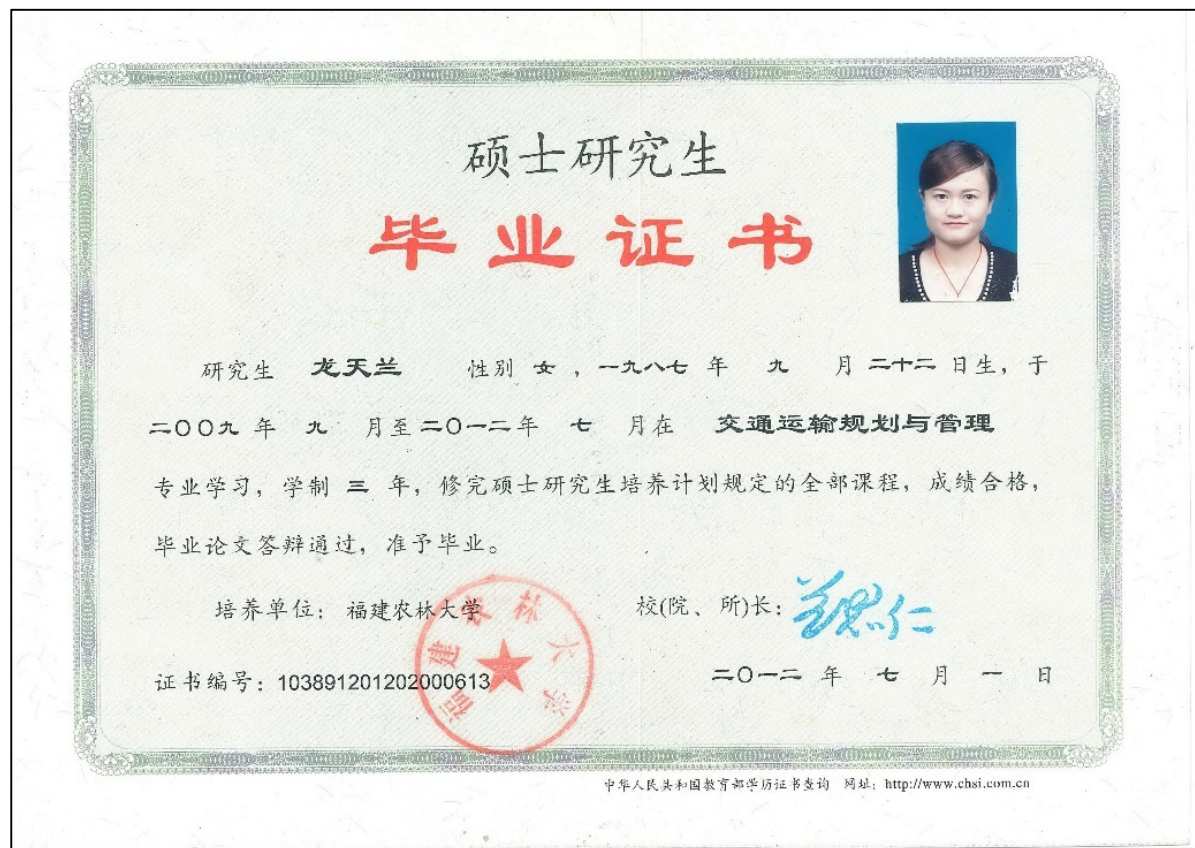 硕士研究生
毕业证书
研究生 龙天兰 性别 女 ，一九八七 年 九 月 二十二 日生，于
二〇〇九 年 九 月至 二〇一二年 七 月在 交通运输规划与管理
专业学习，学制 三 年，修完硕士研究生培养计划规定的全部课程，成绩合格，
毕业论文答辩通过，准予毕业。
培养单位：福建农林大学
校(院、所)长：
福建农林大学
证书编号：103891201202000613
二〇一二 年 七 月 一 日
中华人民共和国教育部学历证书查询 网址：http://www.chsi.com.cn